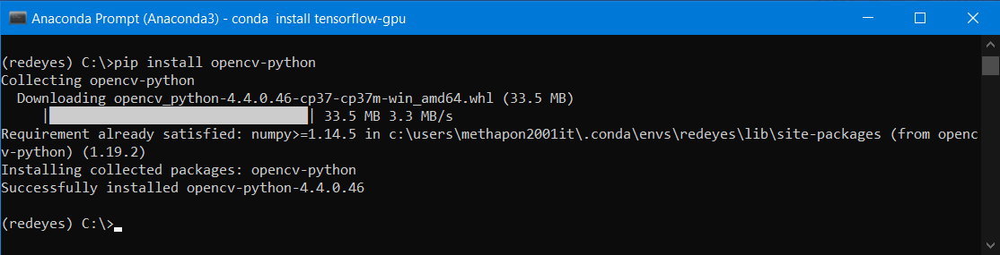 Anaconda Prompt (Anaconda3) - conda  install tensorflow-gpu
(redeyes) C:\>pip install opencv-python
Collecting opencv-python
  Downloading opencv_python-4.4.0.46-cp37-cp37m-win_amd64.whl (33.5 MB)
     |████████████████████████████████| 33.5 MB 3.3 MB/s
Requirement already satisfied: numpy>=1.14.5 in c:\users\methapon2001it\.conda\envs\redeyes\lib\site-packages (from openc
v-python) (1.19.2)
Installing collected packages: opencv-python
Successfully installed opencv-python-4.4.0.46
(redeyes) C:\>